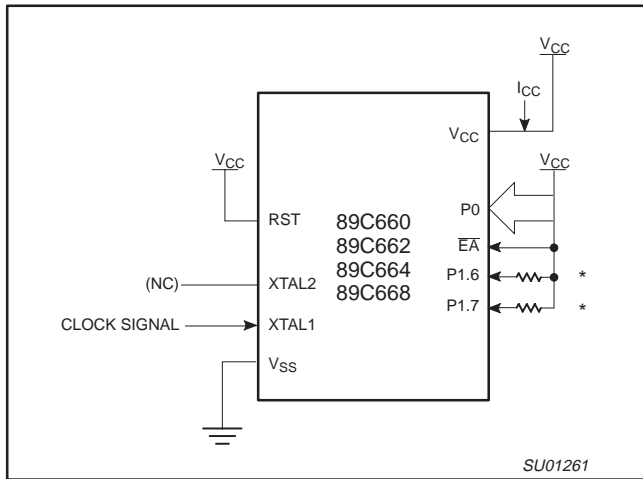 VCC
ICC
VCC
VCC
VCC
RST
P0
89C660
89C662
89C664
89C668
EA
(NC)
XTAL2
P1.6
*
CLOCK SIGNAL
XTAL1
P1.7
*
VSS
SU01261